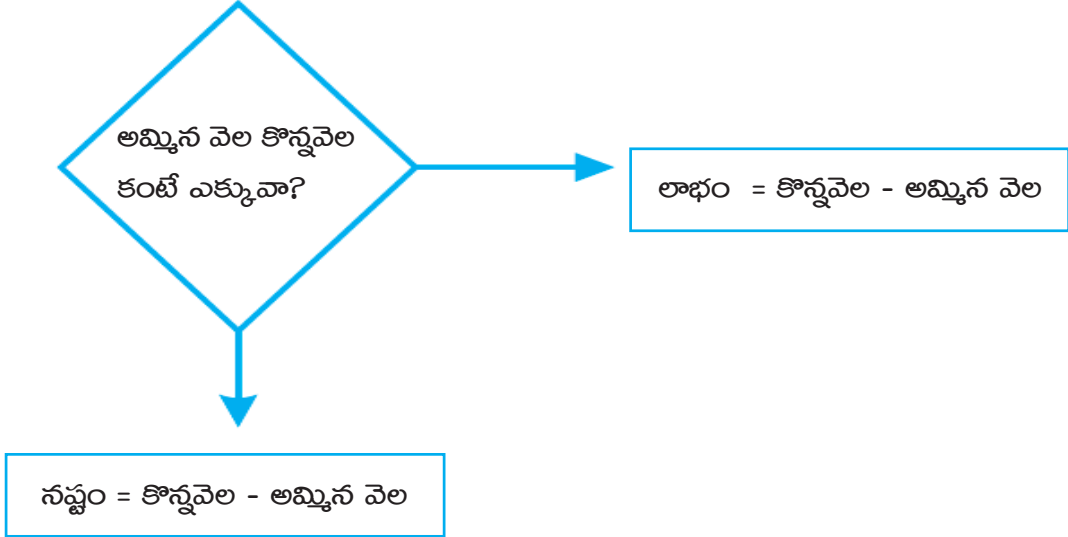 అమ్మిన వెల కొన్నవెల
కంటే ఎక్కువా?
లాభం = కొన్నవెల - అమ్మిన వెల
నష్టం = కొన్నవెల - అమ్మిన వెల